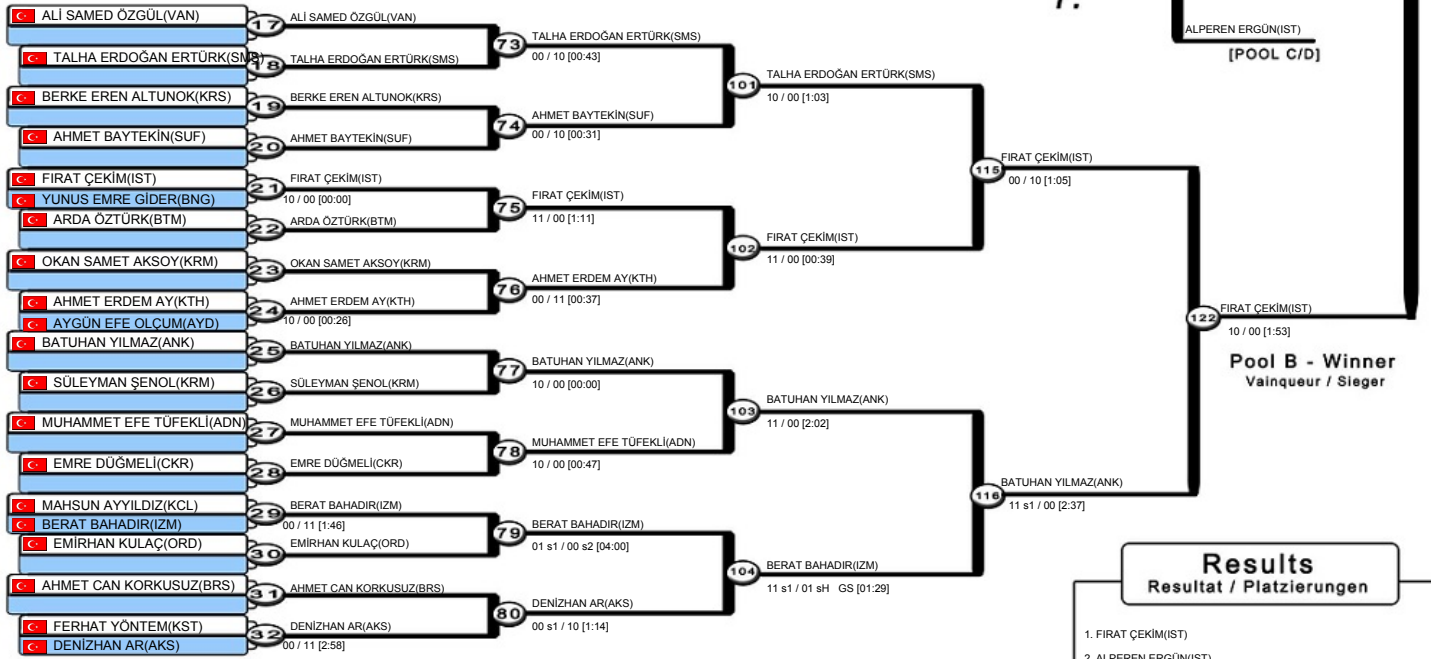 ALİ SAMED ÖZGÜL(VAN)
TALHA ERDOĞAN ERTÜRK(SMS)
BERKE EREN ALTUNOK(KRS)
AHMET BAYTEKİN(SUF)
FIRAT ÇEKİM(IST)
YUNUS EMRE GİDER(BNG)
ARDA ÖZTÜRK(BTM)
OKAN SAMET AKSOY(KRM)
AHMET ERDEM AY(KTH)
AYGÜN EFE OLÇUM(AYD)
BATUHAN YILMAZ(ANK)
SÜLEYMAN ŞENOL(KRM)
MUHAMMET EFE TÜFEKLİ(ADN)
EMRE DÜĞMELİ(CKR)
MAHSUN AYYILDIZ(KCL)
BERAT BAHADIR(IZM)
EMİRHAN KULAÇ(ORD)
AHMET CAN KORKUSUZ(BRS)
FERHAT YÖNTEM(KST)
DENİZHAN AR(AKS)
17 ALİ SAMED ÖZGÜL(VAN)
18 TALHA ERDOĞAN ERTÜRK(SMS)
19 BERKE EREN ALTUNOK(KRS)
20 AHMET BAYTEKİN(SUF)
21 FIRAT ÇEKİM(IST)
10 / 00 [00:00]
22 ARDA ÖZTÜRK(BTM)
23 OKAN SAMET AKSOY(KRM)
24 AHMET ERDEM AY(KTH)
10 / 00 [00:26]
25 BATUHAN YILMAZ(ANK)
26 SÜLEYMAN ŞENOL(KRM)
27 MUHAMMET EFE TÜFEKLİ(ADN)
28 EMRE DÜĞMELİ(CKR)
29 BERAT BAHADIR(IZM)
00 / 11 [1:46]
30 EMİRHAN KULAÇ(ORD)
31 AHMET CAN KORKUSUZ(BRS)
32 DENİZHAN AR(AKS)
00 / 11 [2:58]
73 TALHA ERDOĞAN ERTÜRK(SMS)
00 / 10 [00:43]
74 AHMET BAYTEKİN(SUF)
00 / 10 [00:31]
75 FIRAT ÇEKİM(IST)
11 / 00 [1:11]
76 AHMET ERDEM AY(KTH)
00 / 11 [00:37]
77 BATUHAN YILMAZ(ANK)
10 / 00 [00:00]
78 MUHAMMET EFE TÜFEKLİ(ADN)
10 / 00 [00:47]
79 BERAT BAHADIR(IZM)
01 s1 / 00 s2 [04:00]
80 DENİZHAN AR(AKS)
00 s1 / 10 [1:14]
101 TALHA ERDOĞAN ERTÜRK(SMS)
10 / 00 [1:03]
102 FIRAT ÇEKİM(IST)
11 / 00 [00:39]
103 BATUHAN YILMAZ(ANK)
11 / 00 [2:02]
104 BERAT BAHADIR(IZM)
11 s1 / 01 sH GS [01:29]
115 FIRAT ÇEKİM(IST)
00 / 10 [1:05]
116 BATUHAN YILMAZ(ANK)
11 s1 / 00 [2:37]
ALPEREN ERGÜN(IST)
[POOL C/D]
122 FIRAT ÇEKİM(IST)
10 / 00 [1:53]
Pool B - Winner
Vainqueur / Sieger
Results
Resultat / Platzierungen
1. FIRAT ÇEKİM(IST)
2. ALPEREN ERGÜN(IST)